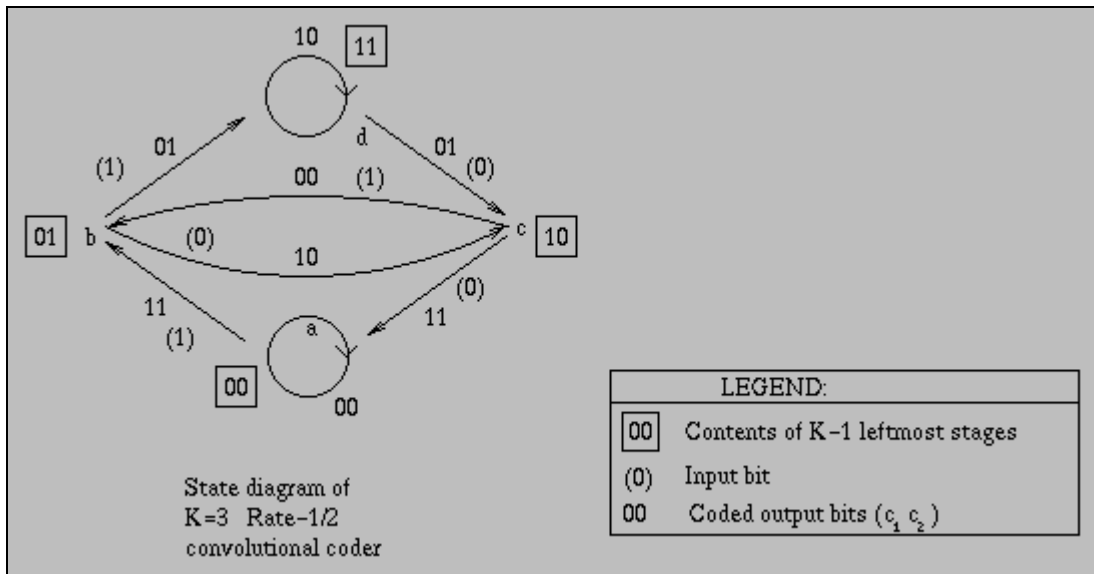 10
11
01
(1)
d
01
(0)
00
(1)
01
b
(0)
c
10
10
(0)
11
11
(1)
a
00
00
LEGEND:
00 Contents of K-1 leftmost stages
(0) Input bit
00 Coded output bits (c1 c2)
State diagram of
K=3 Rate-1/2
convolutional coder